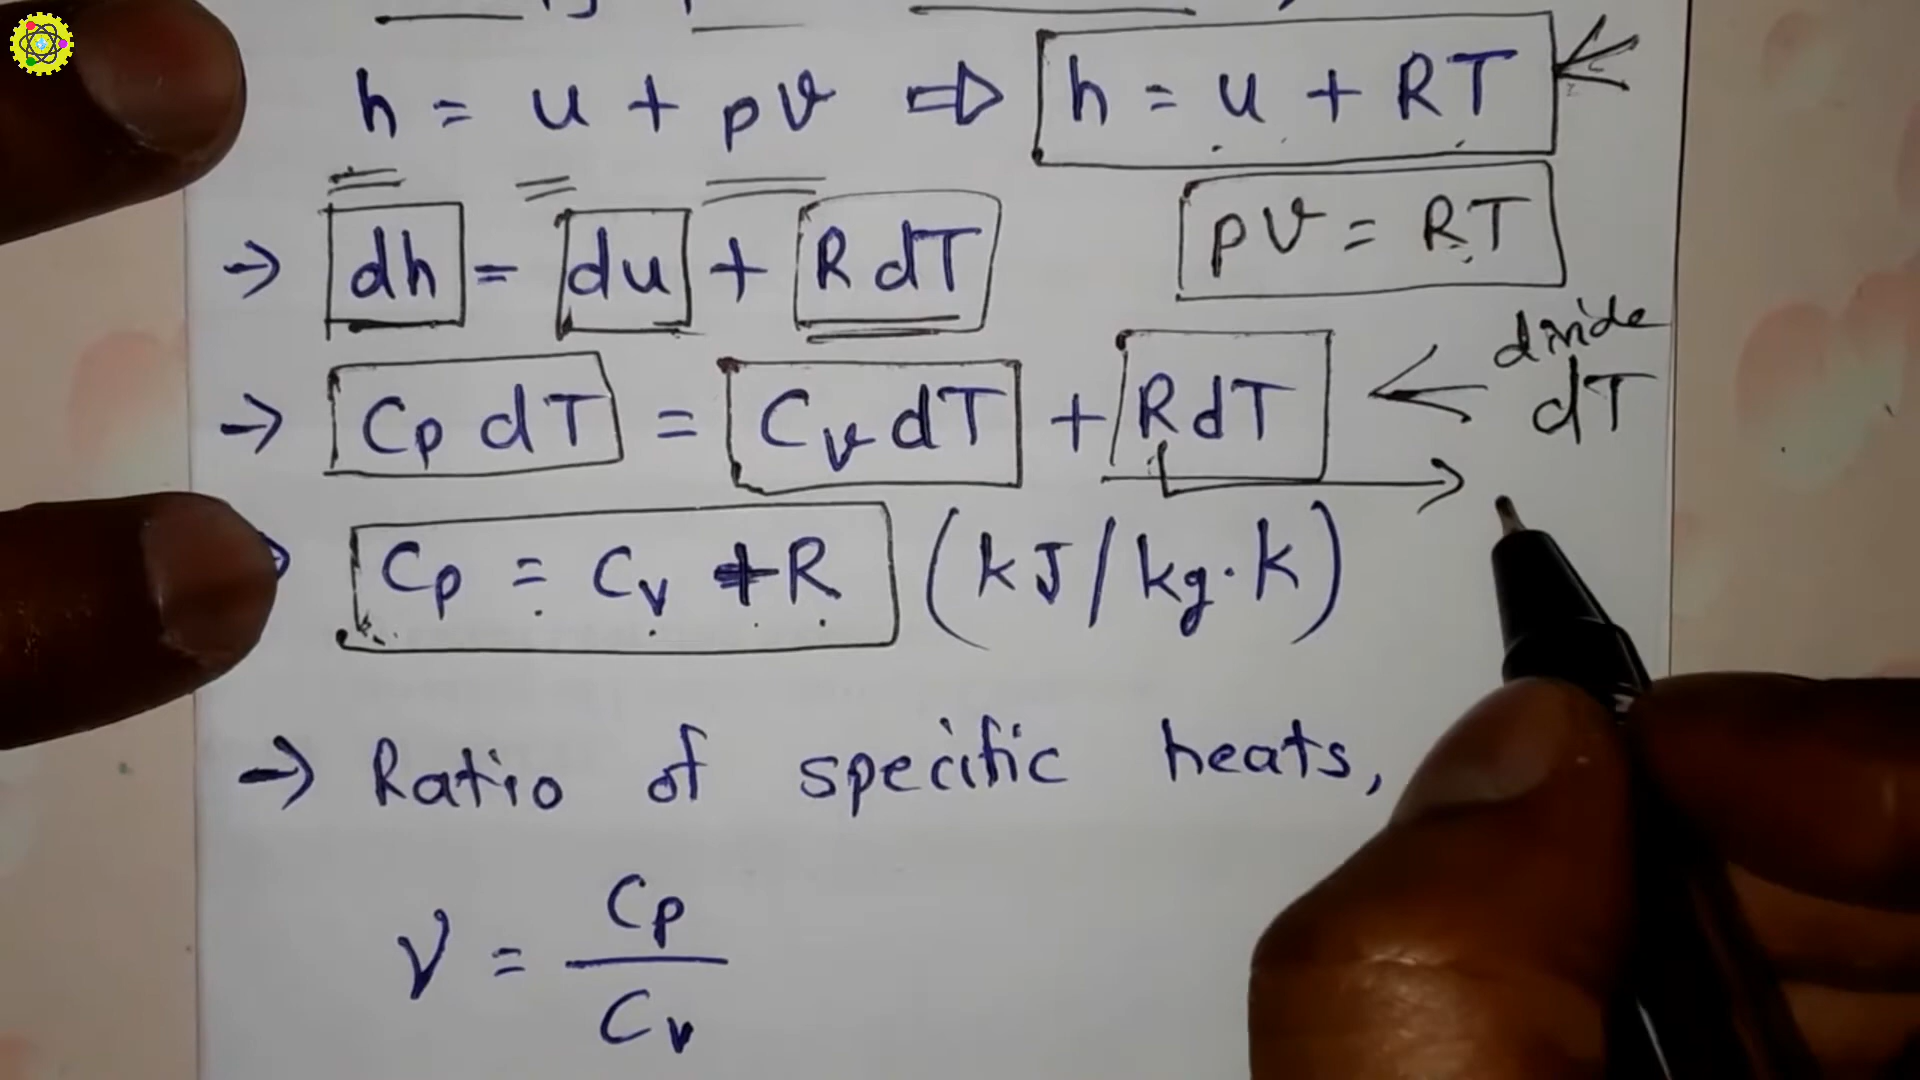 h = u + pv ⇒ h = u + RT
→ dh = du + RdT
pv = RT
→ Cp dT = Cv dT + RdT ← divide dT
→ Cp = Cv + R (kJ/kg.K)
→ Ratio of specific heats,
γ = Cp/Cv